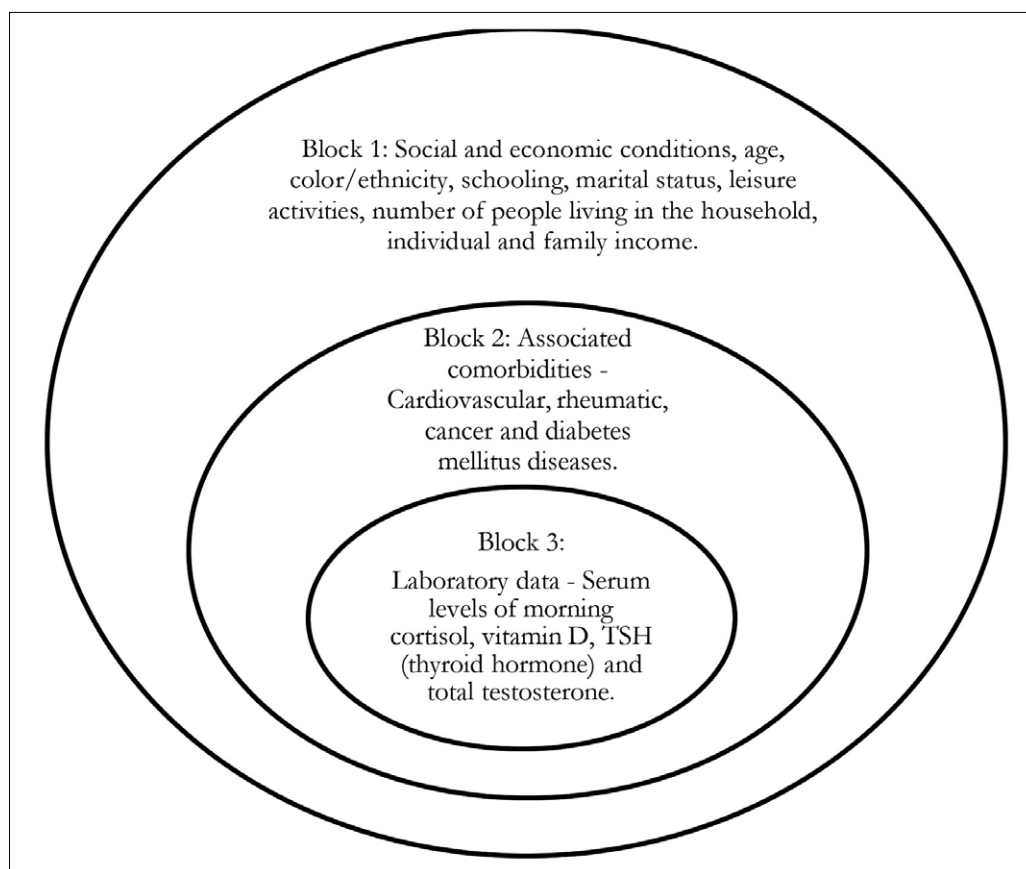 Block 1: Social and economic conditions, age,
color/ethnicity, schooling, marital status, leisure
activities, number of people living in the household,
individual and family income.
Block 2: Associated
comorbidities -
Cardiovascular, rheumatic,
cancer and diabetes
mellitus diseases.
Block 3:
Laboratory data - Serum
levels of morning
cortisol, vitamin D, TSH
(thyroid hormone) and
total testosterone.